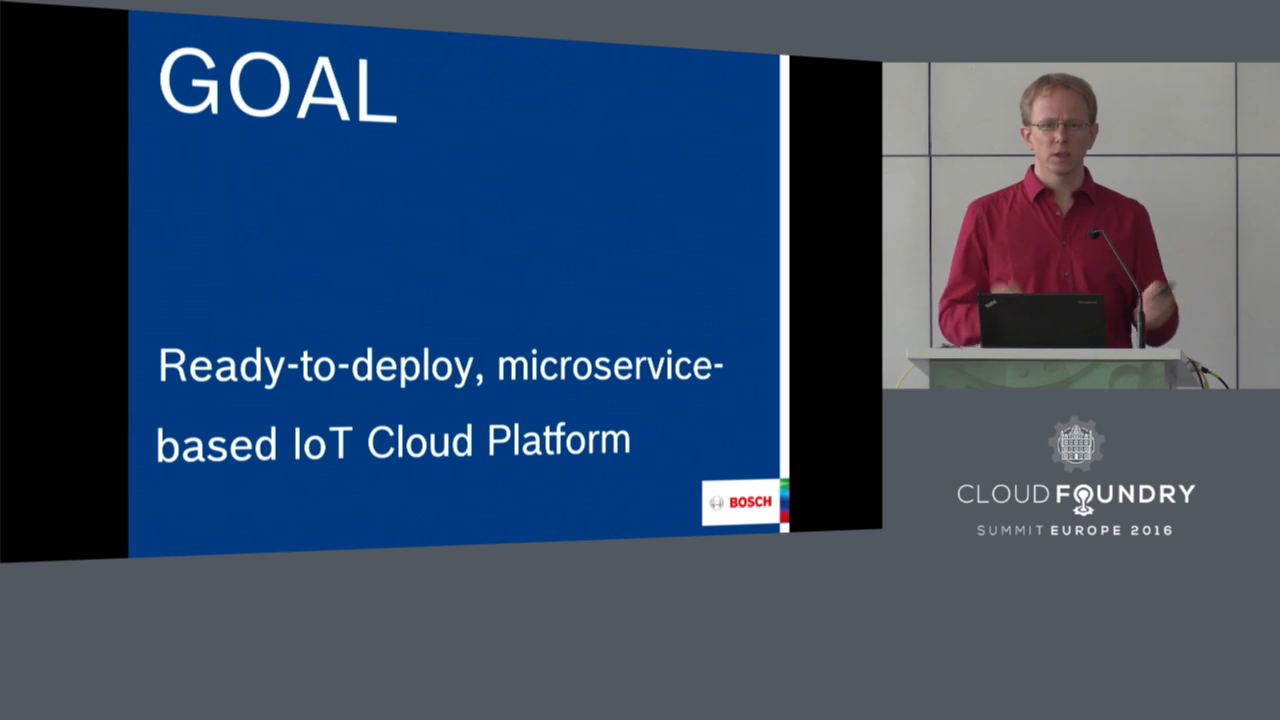 GOAL
Ready-to-deploy, microservice-
based IoT Cloud Platform
BOSCH
CLOUD FOUNDRY
SUMMIT EUROPE 2016